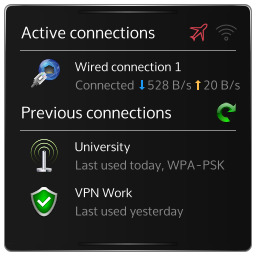 Active connections
Wired connection 1
Connected 528 B/s 20 B/s
Previous connections
University
Last used today, WPA-PSK
VPN Work
Last used yesterday